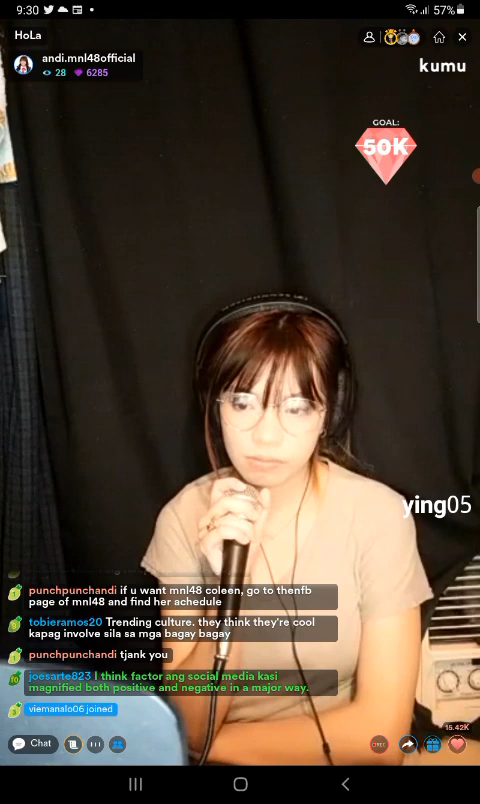 9:30
57%
HoLa
andi.mnl48official
28 6285
kumu
GOAL:
50K
ying05
punchpunchandi if u want mnl48 coleen, go to thenfb
page of mnl48 and find her achedule
tobieramos20 Trending culture. they think they're cool
kapag involve sila sa mga bagay bagay
punchpunchandi tjank you
joesarte823 I think factor ang social media kasi
magnified both positive and negative in a major way.
viemanalo06 joined
15.42K
Chat
REC